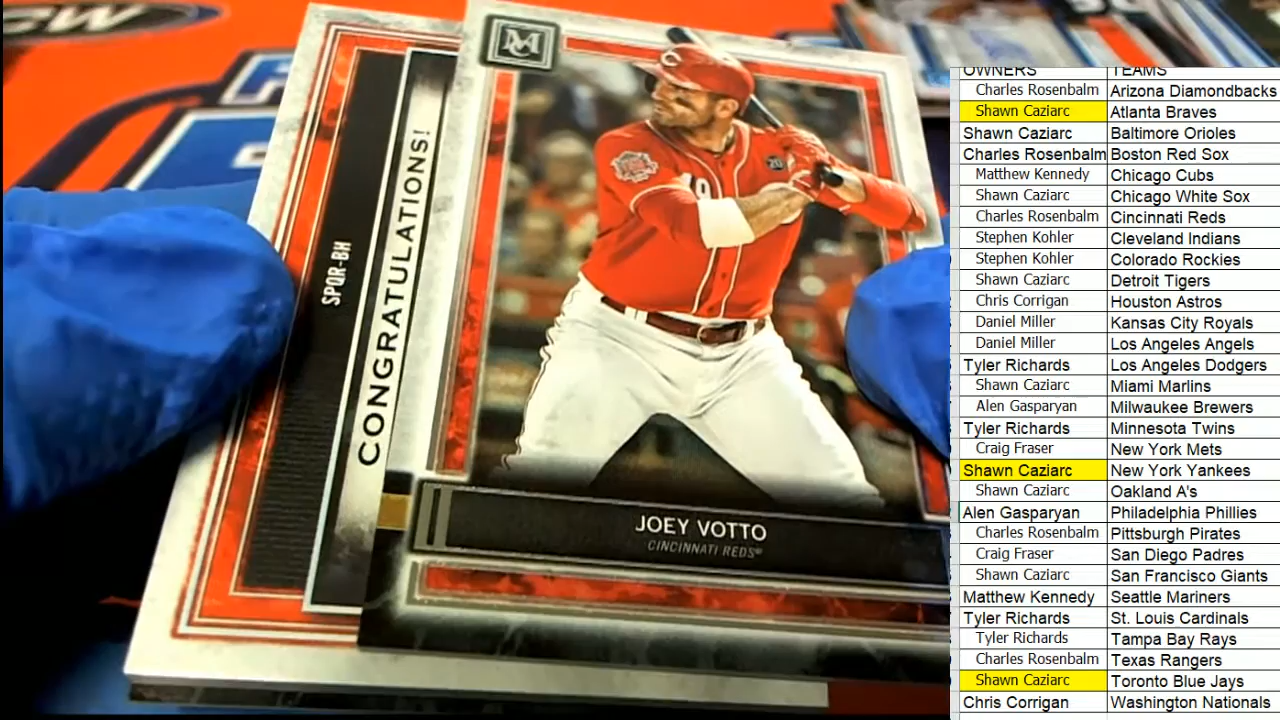 CW
MC
20
19
SPQR-BH
CONGRATULATIONS!
JOEY VOTTO
CINCINNATI REDS®
OWNERS TEAMS
Charles Rosenbalm Arizona Diamondbacks
Shawn Caziarc Atlanta Braves
Shawn Caziarc Baltimore Orioles
Charles Rosenbalm Boston Red Sox
Matthew Kennedy Chicago Cubs
Shawn Caziarc Chicago White Sox
Charles Rosenbalm Cincinnati Reds
Stephen Kohler Cleveland Indians
Stephen Kohler Colorado Rockies
Shawn Caziarc Detroit Tigers
Chris Corrigan Houston Astros
Daniel Miller Kansas City Royals
Daniel Miller Los Angeles Angels
Tyler Richards Los Angeles Dodgers
Shawn Caziarc Miami Marlins
Alen Gasparyan Milwaukee Brewers
Tyler Richards Minnesota Twins
Craig Fraser New York Mets
Shawn Caziarc New York Yankees
Shawn Caziarc Oakland A's
Alen Gasparyan Philadelphia Phillies
Charles Rosenbalm Pittsburgh Pirates
Craig Fraser San Diego Padres
Shawn Caziarc San Francisco Giants
Matthew Kennedy Seattle Mariners
Tyler Richards St. Louis Cardinals
Tyler Richards Tampa Bay Rays
Charles Rosenbalm Texas Rangers
Shawn Caziarc Toronto Blue Jays
Chris Corrigan Washington Nationals